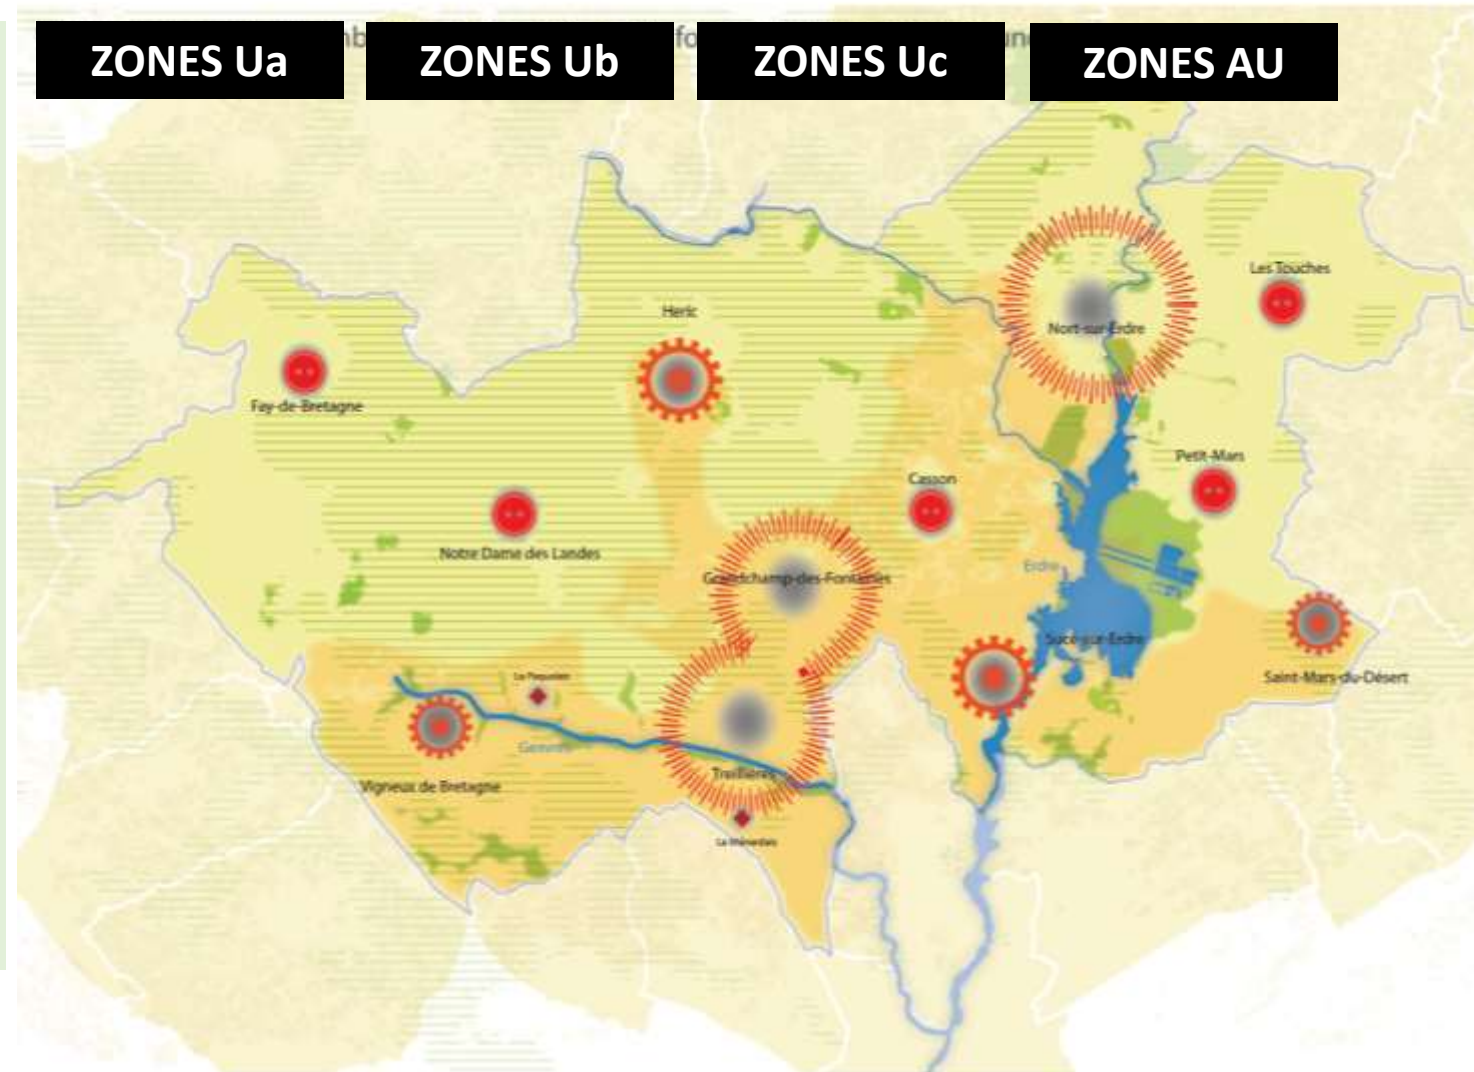 ZONES Ua
ZONES Ub
ZONES Uc
ZONES AU
Les Touches
Heric
Nort-sur-Erdre
Fay-de-Bretagne
Petit-Mars
Casson
Notre Dame des Landes
Erdre
Grandchamp-des-Fontaines
Sucé-sur-Erdre
Saint-Mars-du-Désert
Gesvres
Treillières
Vigneux de Bretagne